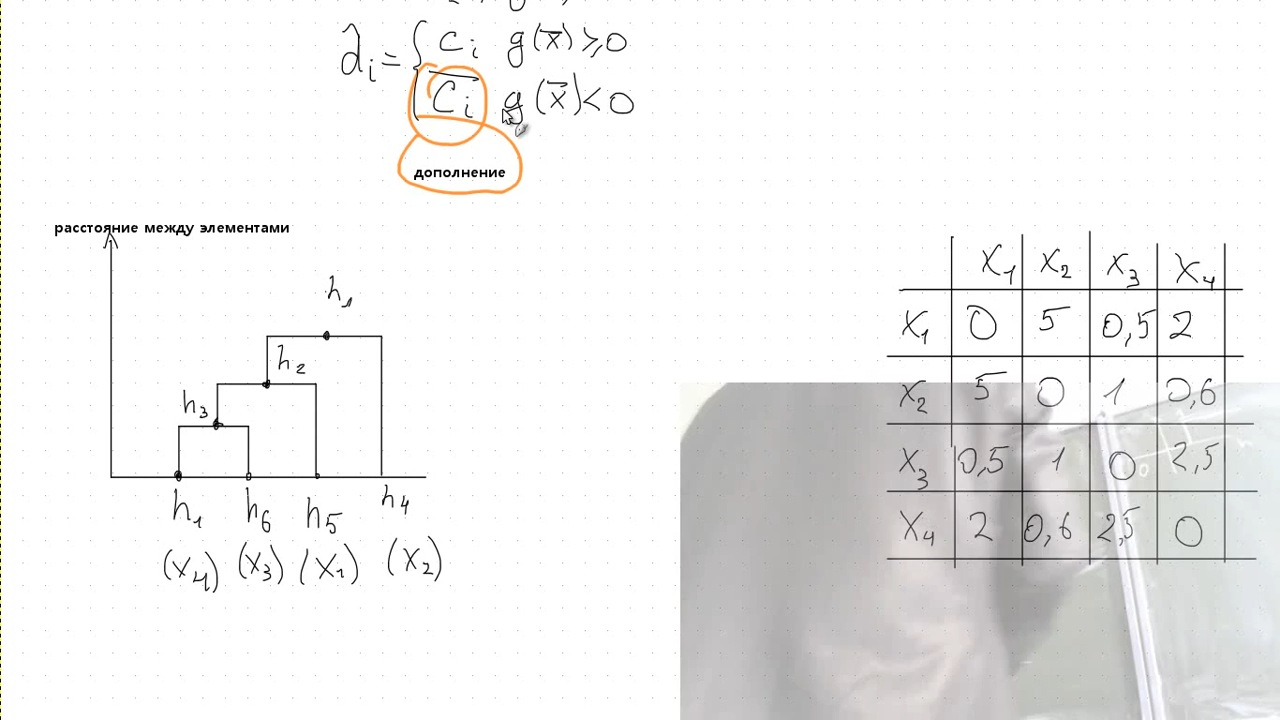 λ̂i = { Ci g(x̄) ≥ 0
C̄i g(x̄) < 0
дополнение
расстояние между элементами
h1
h2
h3
h1 h6 h5 h4
(x4) (x3) (x1) (x2)
x1 x2 x3 x4
x1 0 5 0,5 2
x2 5 0 1 0,6
x3 0,5 1 0 2,5
x4 2 0,6 2,5 0